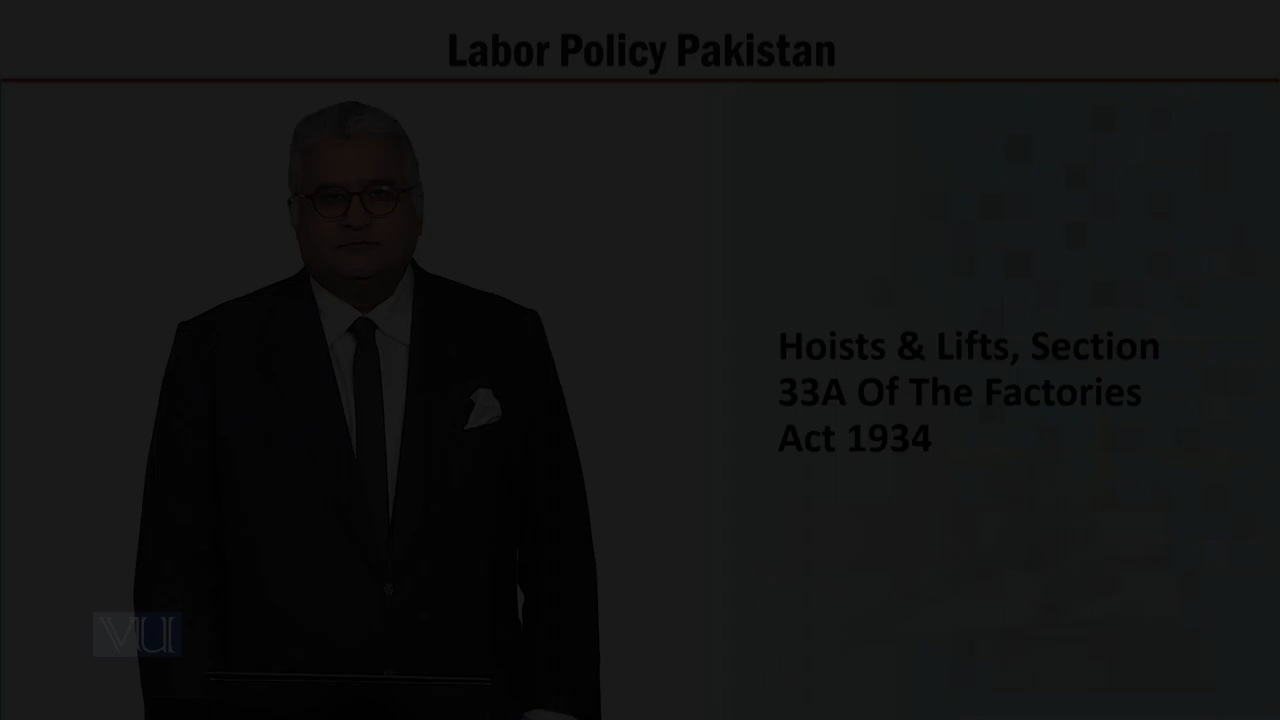 Labor Policy Pakistan
Hoists & Lifts, Section
33A Of The Factories
Act 1934
VU